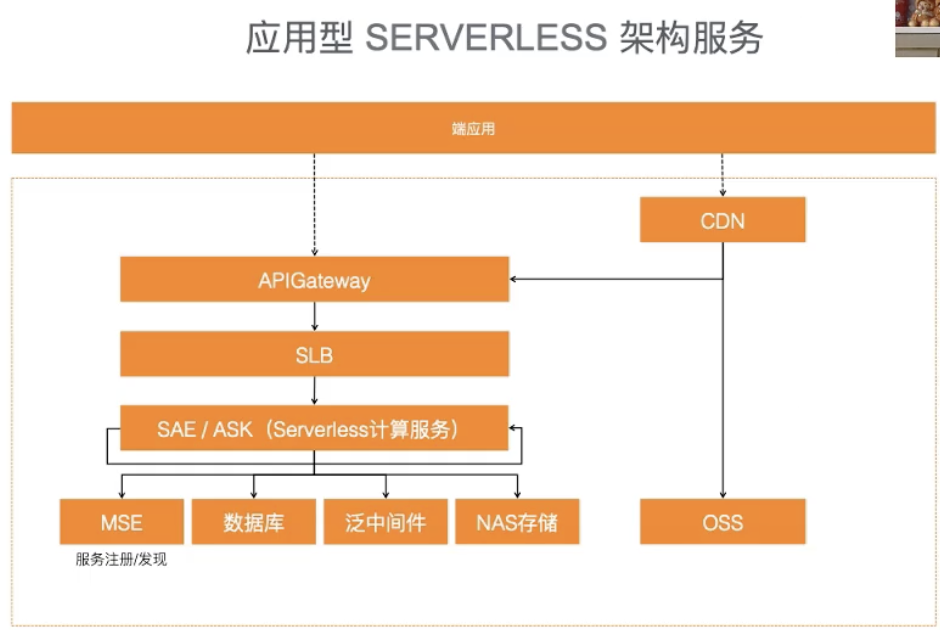 应用型 SERVERLESS 架构服务
端应用
CDN
APIGateway
SLB
SAE / ASK（Serverless计算服务）
MSE
数据库
泛中间件
NAS存储
OSS
服务注册/发现